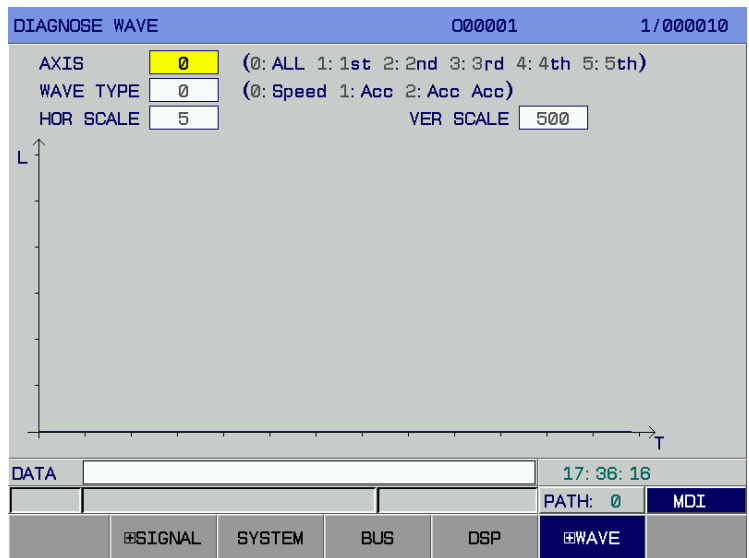 DIAGNOSE WAVE O00001 1/000010
AXIS 0 (0: ALL 1: 1st 2: 2nd 3: 3rd 4: 4th 5: 5th)
WAVE TYPE 0 (0: Speed 1: Acc 2: Acc Acc)
HOR SCALE 5 VER SCALE 500
L
T
DATA 17:36:16
PATH: 0 MDI
⊞SIGNAL SYSTEM BUS DSP ⊞WAVE